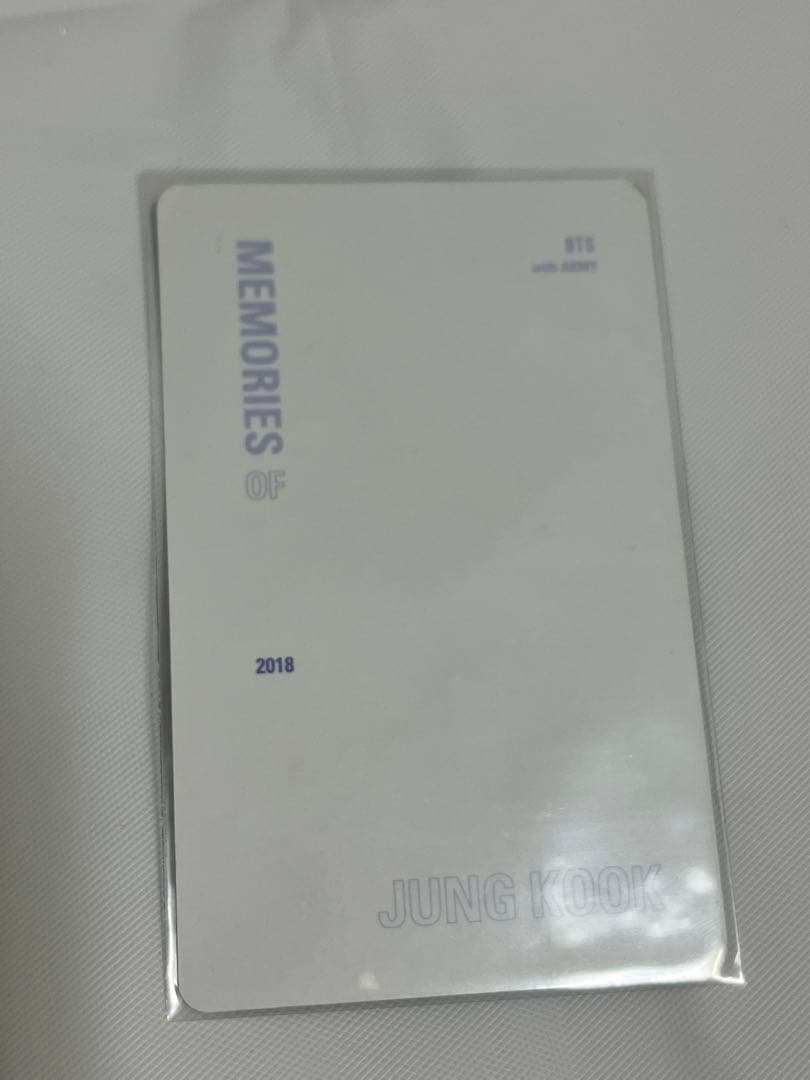 BTS
with ARMY
MEMORIES OF
2018
JUNG KOOK